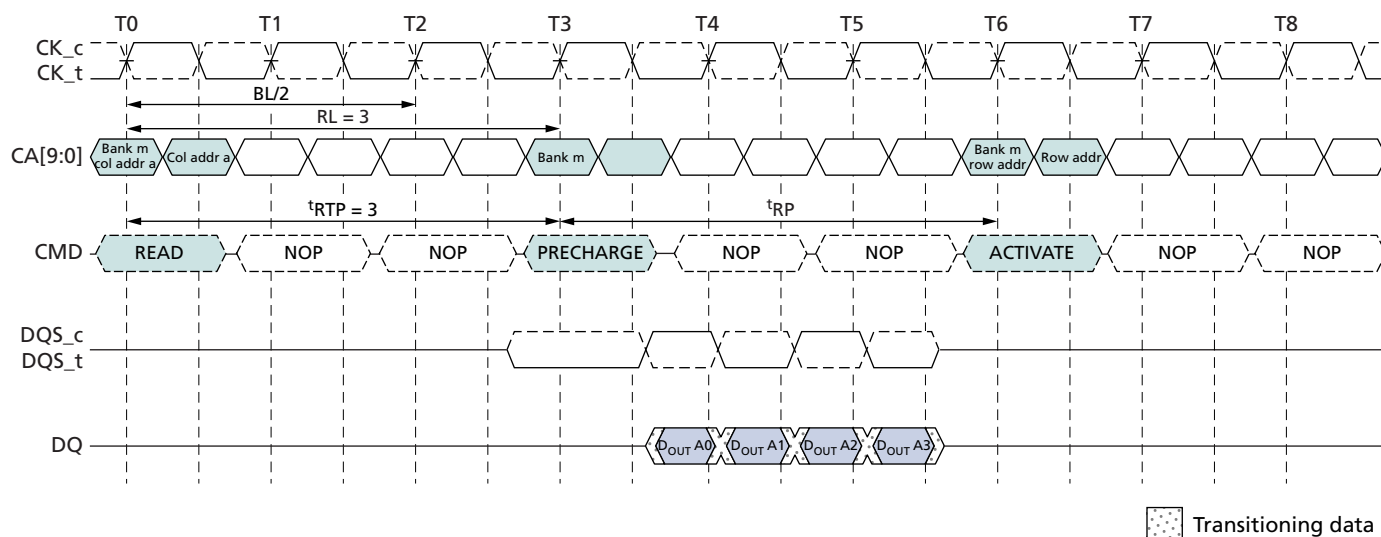 T0 T1 T2 T3 T4 T5 T6 T7 T8
CK_c
CK_t
BL/2
RL = 3
CA[9:0] Bank m col addr a Col addr a Bank m Bank m row addr Row addr
tRTP = 3 tRP
CMD READ NOP NOP PRECHARGE NOP NOP ACTIVATE NOP NOP
DQS_c
DQS_t
DQ DOUT A0 DOUT A1 DOUT A2 DOUT A3
Transitioning data